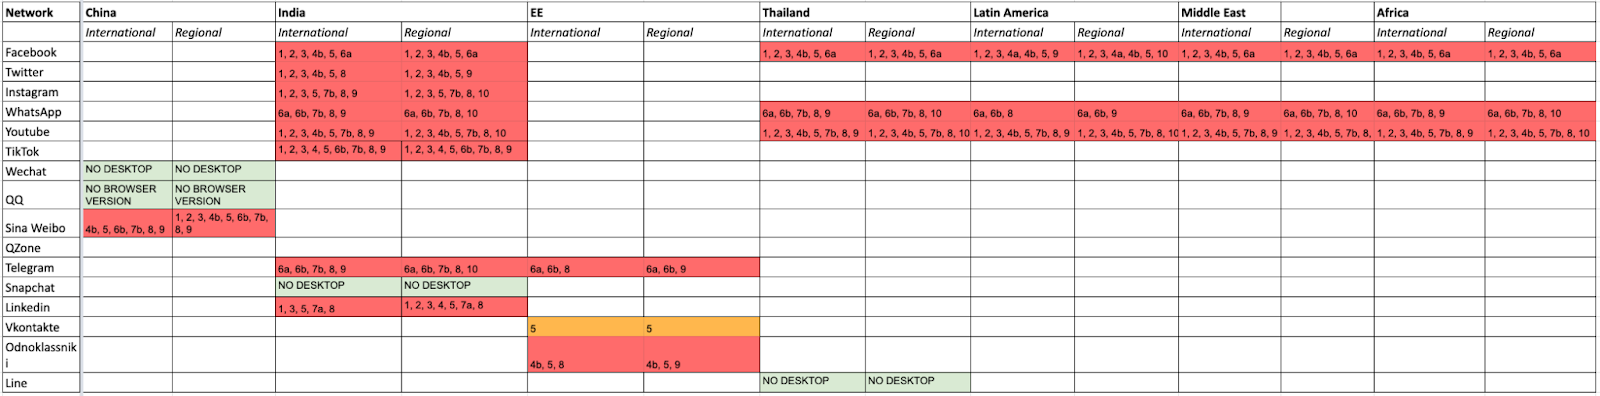 Network China India EE Thailand Latin America Middle East Africa
International Regional International Regional International Regional International Regional International Regional International Regional International Regional
Facebook 1, 2, 3, 4b, 5, 6a 1, 2, 3, 4b, 5, 6a 1, 2, 3, 4b, 5, 6a 1, 2, 3, 4b, 5, 6a 1, 2, 3, 4a, 4b, 5, 9 1, 2, 3, 4a, 4b, 5, 10 1, 2, 3, 4b, 5, 6a 1, 2, 3, 4b, 5, 6a 1, 2, 3, 4b, 5, 6a 1, 2, 3, 4b, 5, 6a
Twitter 1, 2, 3, 4b, 5, 8 1, 2, 3, 4b, 5, 9
Instagram 1, 2, 3, 5, 7b, 8, 9 1, 2, 3, 5, 7b, 8, 10
WhatsApp 6a, 6b, 7b, 8, 9 6a, 6b, 7b, 8, 10 6a, 6b, 7b, 8, 9 6a, 6b, 7b, 8, 10 6a, 6b, 8 6a, 6b, 9 6a, 6b, 7b, 8, 9 6a, 6b, 7b, 8, 10 6a, 6b, 7b, 8, 9 6a, 6b, 7b, 8, 10
Youtube 1, 2, 3, 4b, 5, 7b, 8, 9 1, 2, 3, 4b, 5, 7b, 8, 10 1, 2, 3, 4b, 5, 7b, 8, 9 1, 2, 3, 4b, 5, 7b, 8, 10 1, 2, 3, 4b, 5, 7b, 8, 9 1, 2, 3, 4b, 5, 7b, 8, 1( 1, 2, 3, 4b, 5, 7b, 8, 9 1, 2, 3, 4b, 5, 7b, 8, 1, 2, 3, 4b, 5, 7b, 8, 9 1, 2, 3, 4b, 5, 7b, 8, 10
TikTok 1, 2, 3, 4, 5, 6b, 7b, 8, 9 1, 2, 3, 4, 5, 6b, 7b, 8, 9
Wechat NO DESKTOP NO DESKTOP
NO BROWSER NO BROWSER
QQ VERSION VERSION
1, 2, 3, 4b, 5, 6b, 7b,
Sina Weibo 4b, 5, 6b, 7b, 8, 9 8, 9
QZone
Telegram 6a, 6b, 7b, 8, 9 6a, 6b, 7b, 8, 10 6a, 6b, 8 6a, 6b, 9
Snapchat NO DESKTOP NO DESKTOP
Linkedin 1, 3, 5, 7a, 8 1, 2, 3, 4, 5, 7a, 8
Vkontakte 5 5
Odnoklassnik
i 4b, 5, 8 4b, 5, 9
Line NO DESKTOP NO DESKTOP